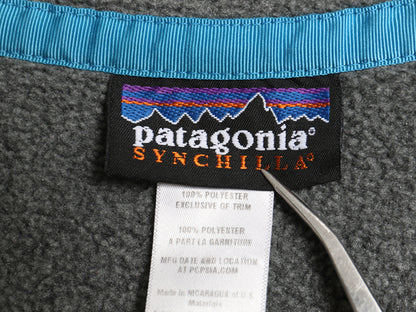 patagonia®
SYNCHILLA®
100% POLYESTER
EXCLUSIVE OF TRIM
100% POLYESTER
A PART LA GARNITURE
MFG DATE AND LOCATION
AT PCPSIA.COM
Made in NICARAGUA of U.S.
Materials